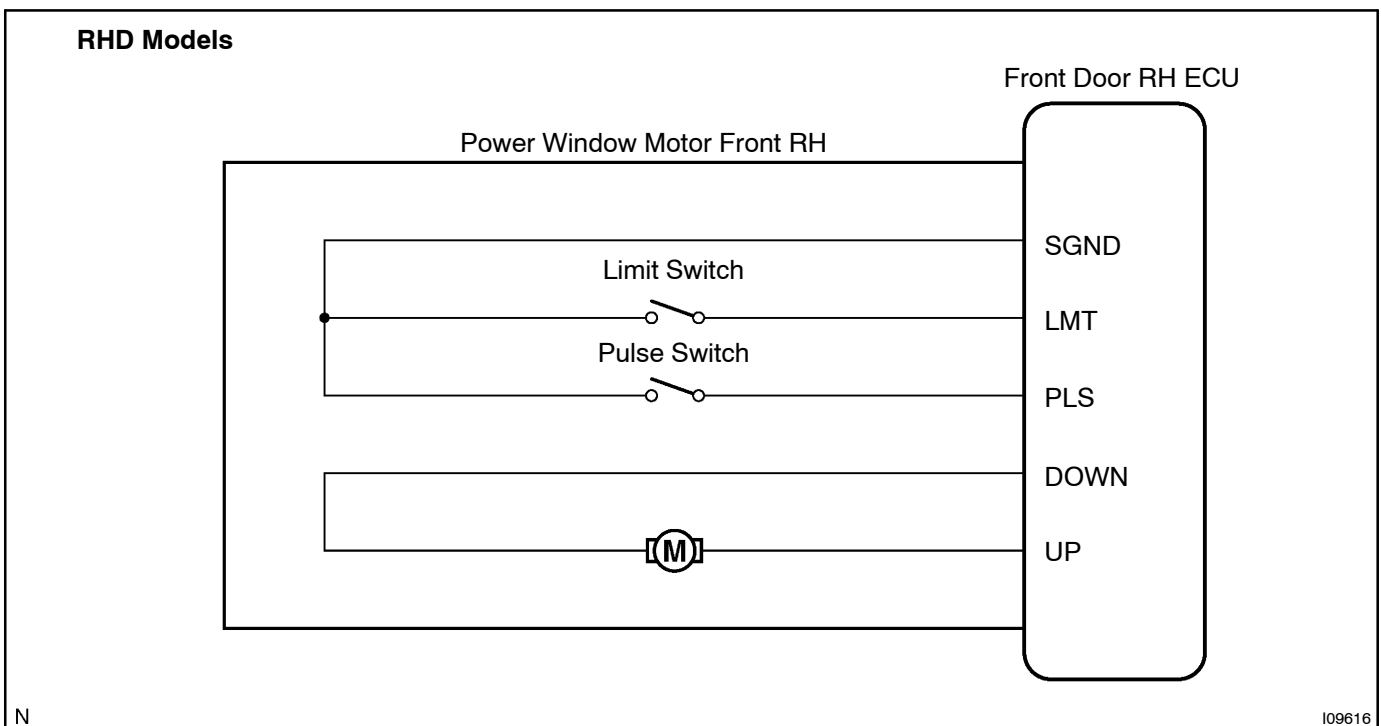 RHD Models
Front Door RH ECU
Power Window Motor Front RH
SGND
Limit Switch
LMT
Pulse Switch
PLS
DOWN
M
UP
N
I09616